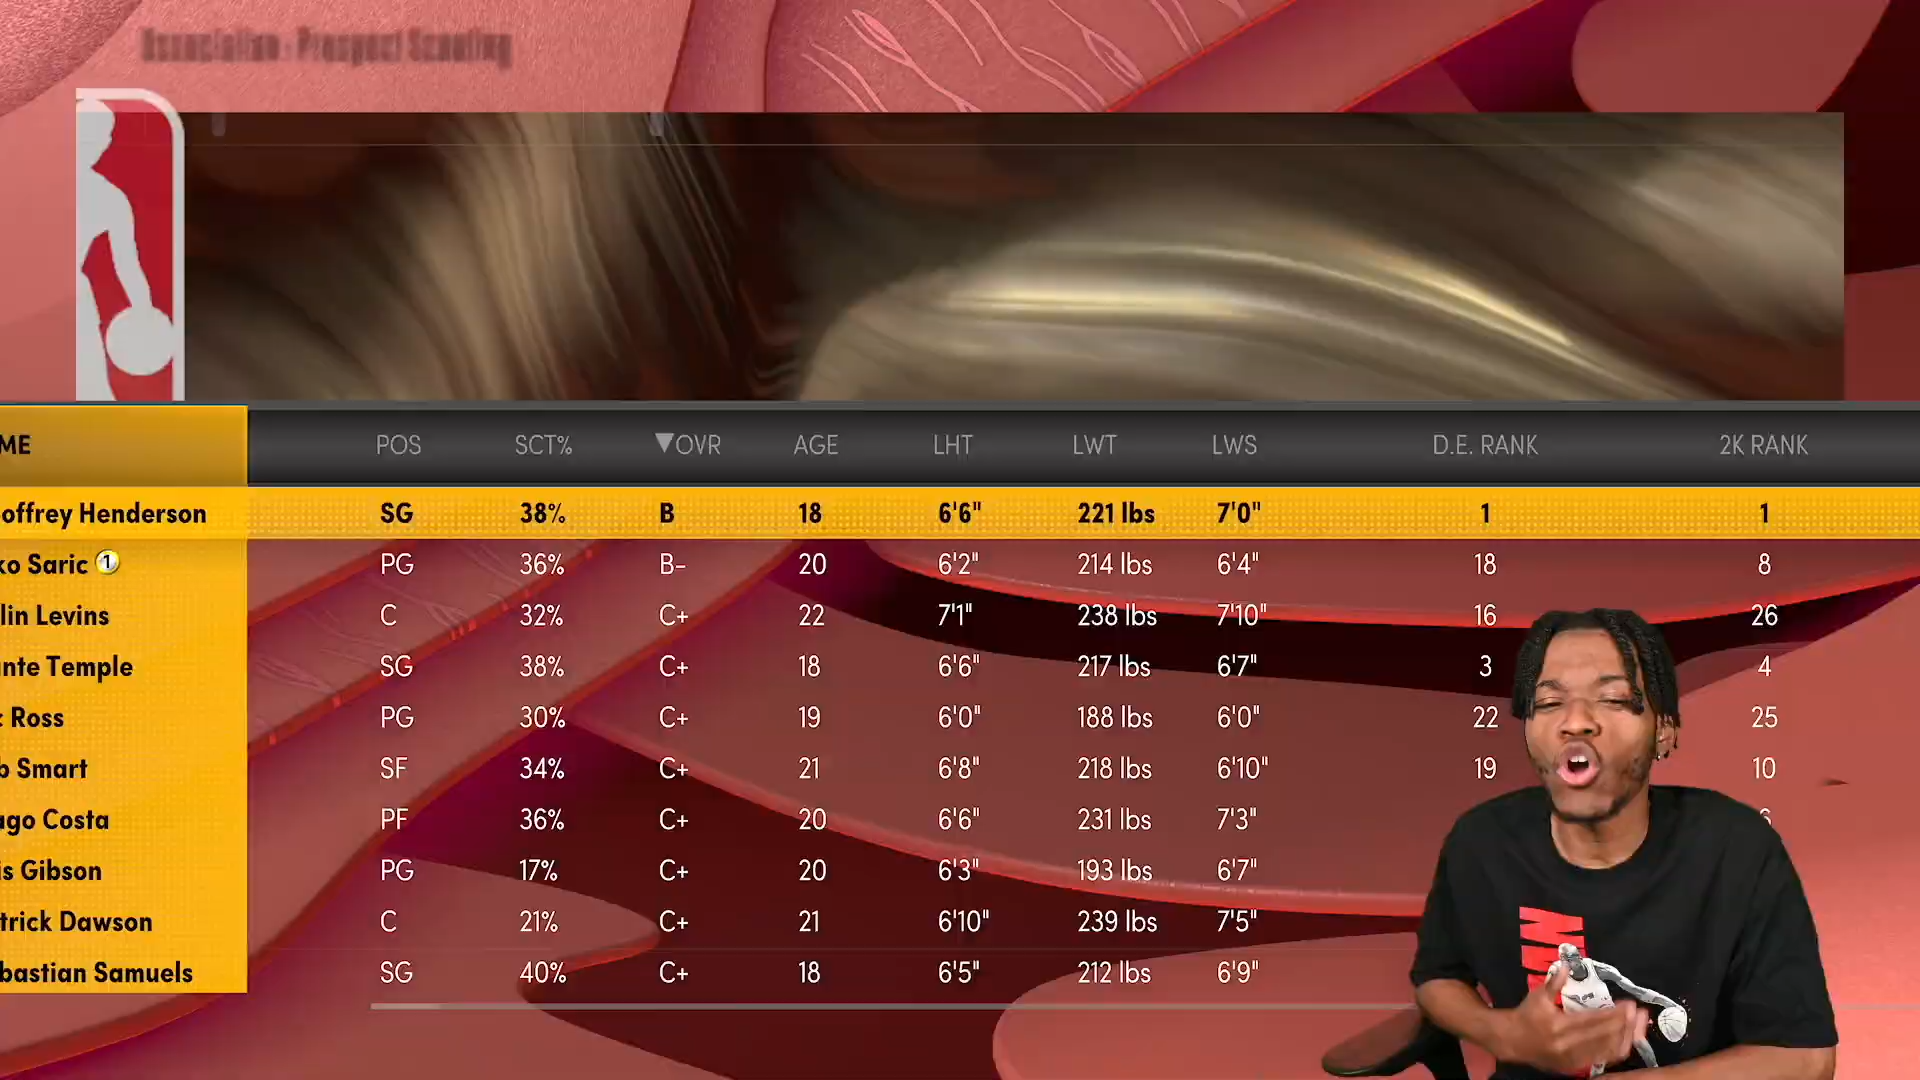 Association - Prospect Scouting
ME POS SCT% ▼OVR AGE LHT LWT LWS D.E. RANK 2K RANK
offrey Henderson SG 38% B 18 6'6" 221 lbs 7'0" 1 1
ko Saric 1 PG 36% B- 20 6'2" 214 lbs 6'4" 18 8
lin Levins C 32% C+ 22 7'1" 238 lbs 7'10" 16 26
nte Temple SG 38% C+ 18 6'6" 217 lbs 6'7" 3 4
Ross PG 30% C+ 19 6'0" 188 lbs 6'0" 22 25
b Smart SF 34% C+ 21 6'8" 218 lbs 6'10" 19 10
ago Costa PF 36% C+ 20 6'6" 231 lbs 7'3"
is Gibson PG 17% C+ 20 6'3" 193 lbs 6'7"
trick Dawson C 21% C+ 21 6'10" 239 lbs 7'5"
bastian Samuels SG 40% C+ 18 6'5" 212 lbs 6'9"